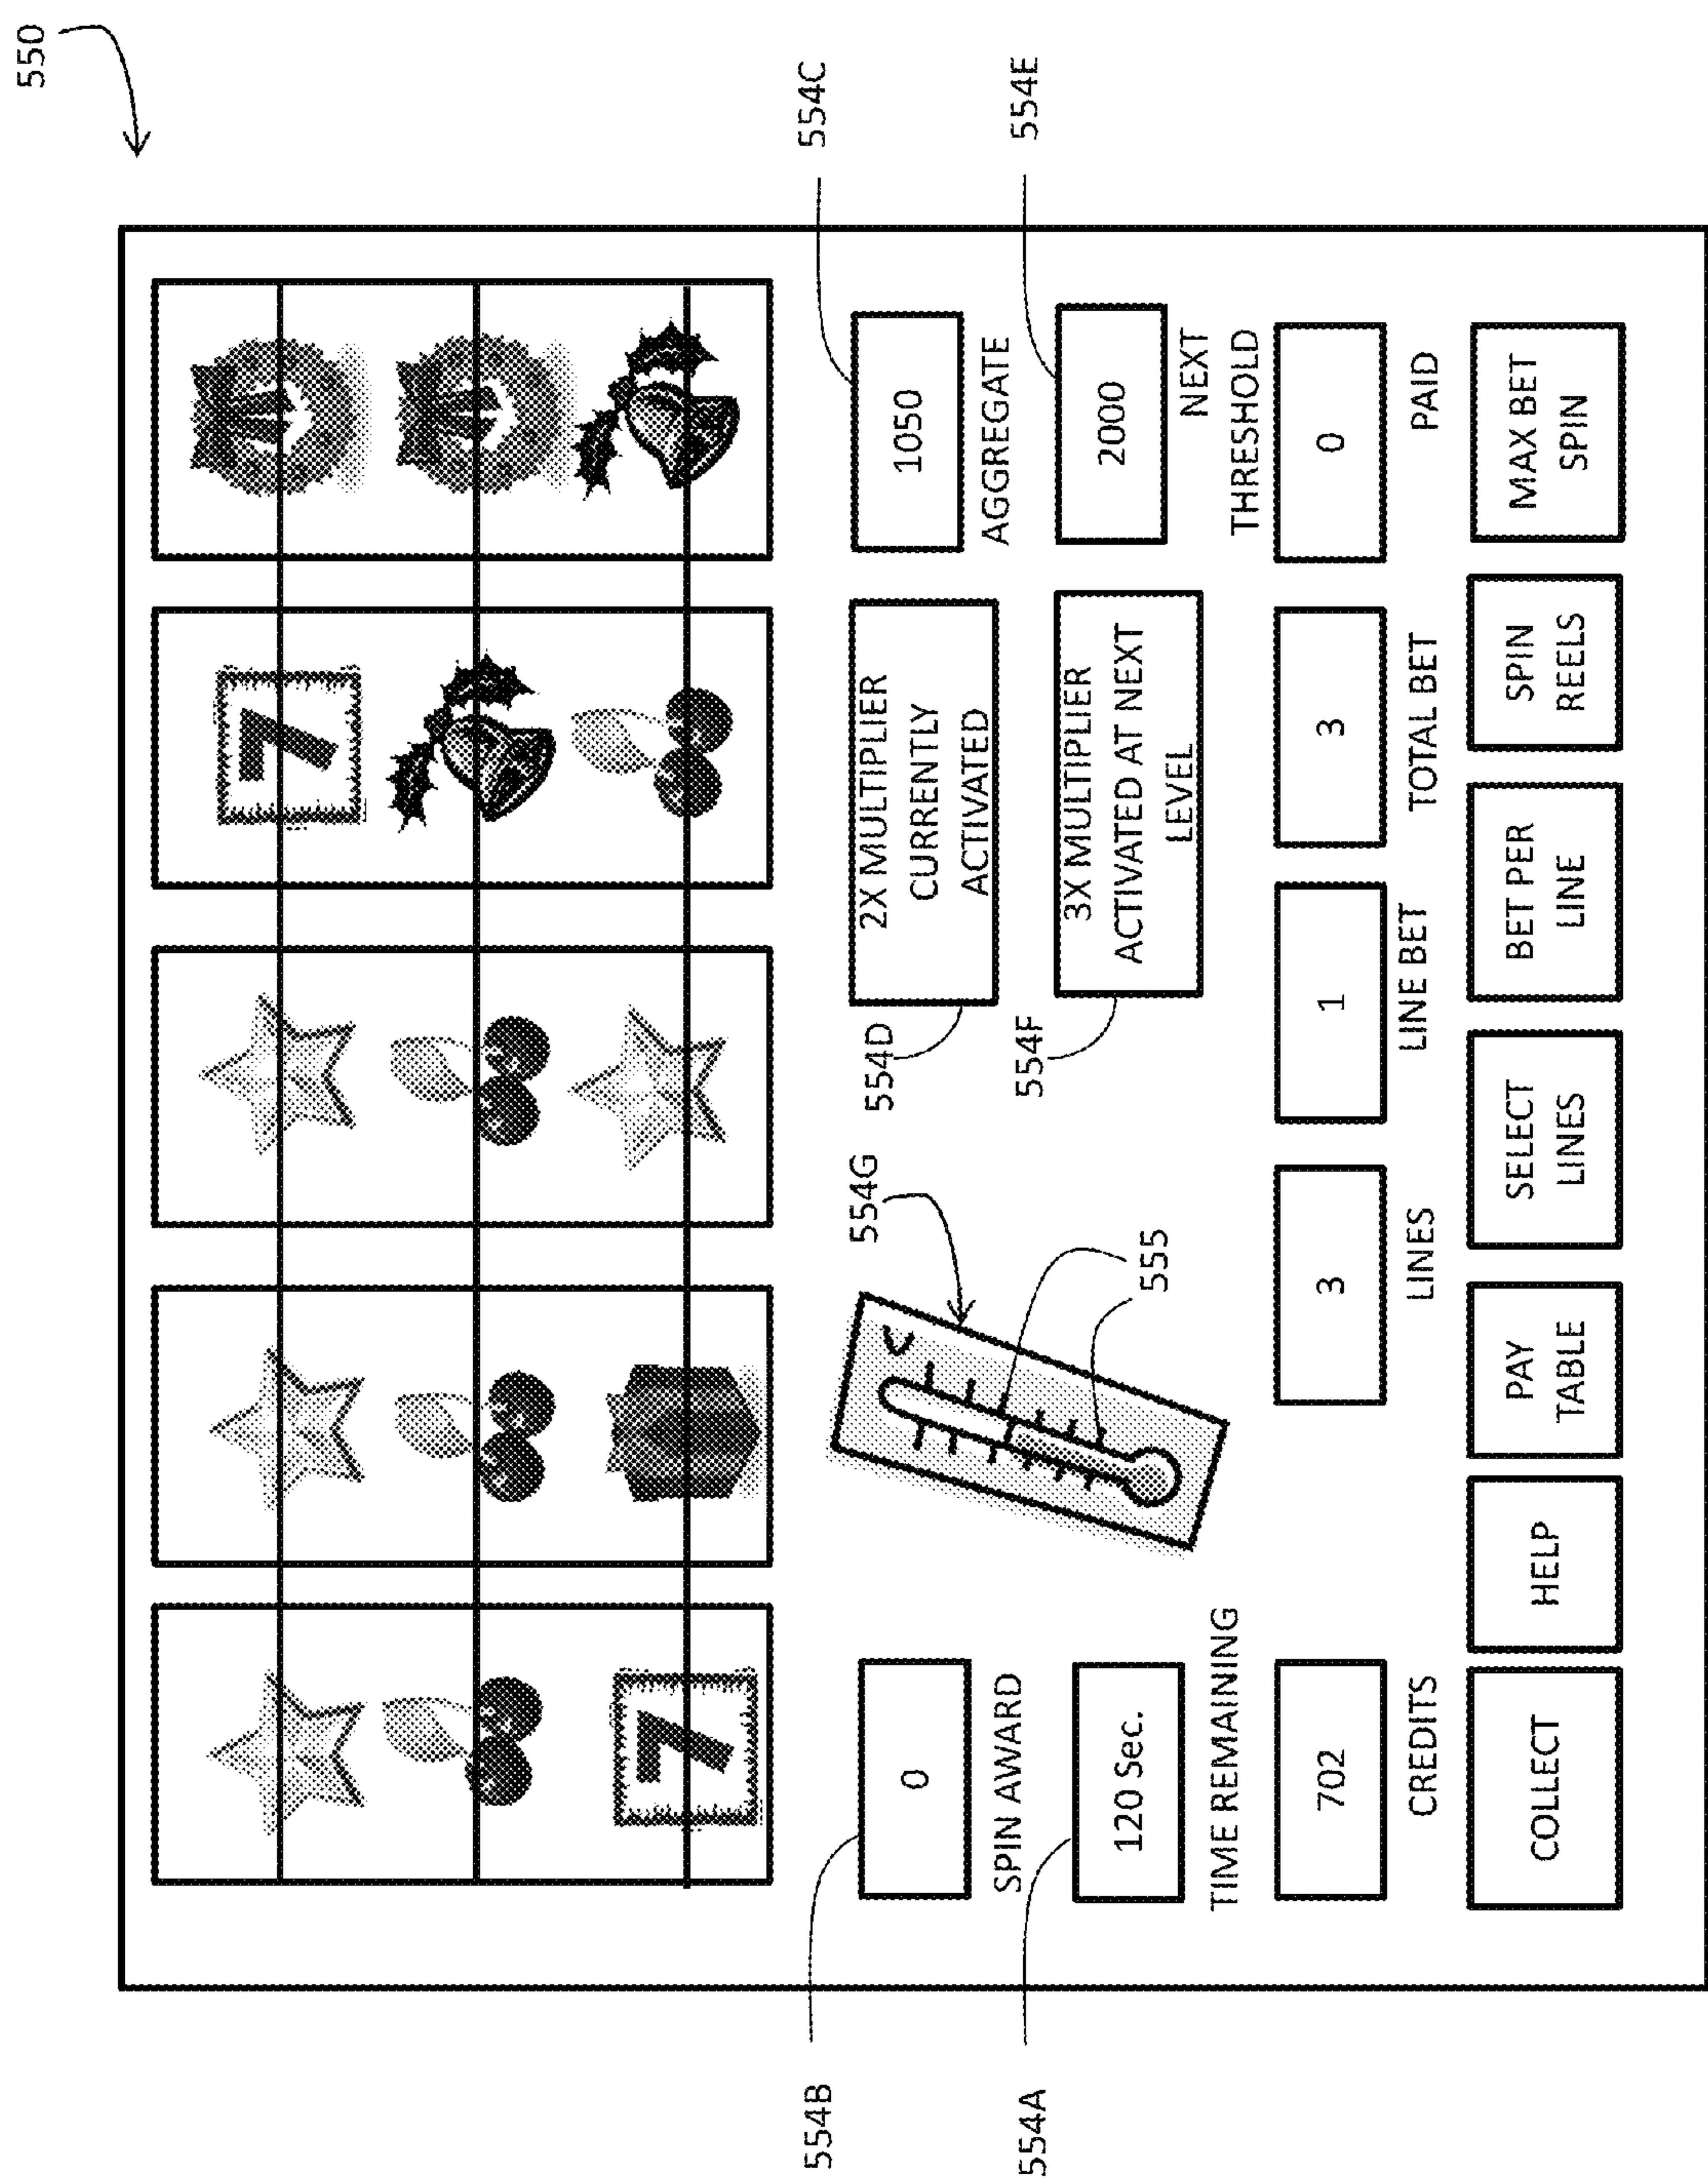 550
7
7
554B
0
SPIN AWARD
554A
120 Sec.
TIME REMAINING
554G
555
554D
2X MULTIPLIER
CURRENTLY
ACTIVATED
554F
3X MULTIPLIER
ACTIVATED AT NEXT
LEVEL
554C
1050
AGGREGATE
554E
2000
NEXT
THRESHOLD
702
CREDITS
3
LINES
1
LINE BET
3
TOTAL BET
0
PAID
COLLECT
HELP
PAY
TABLE
SELECT
LINES
BET PER
LINE
SPIN
REELS
MAX BET
SPIN